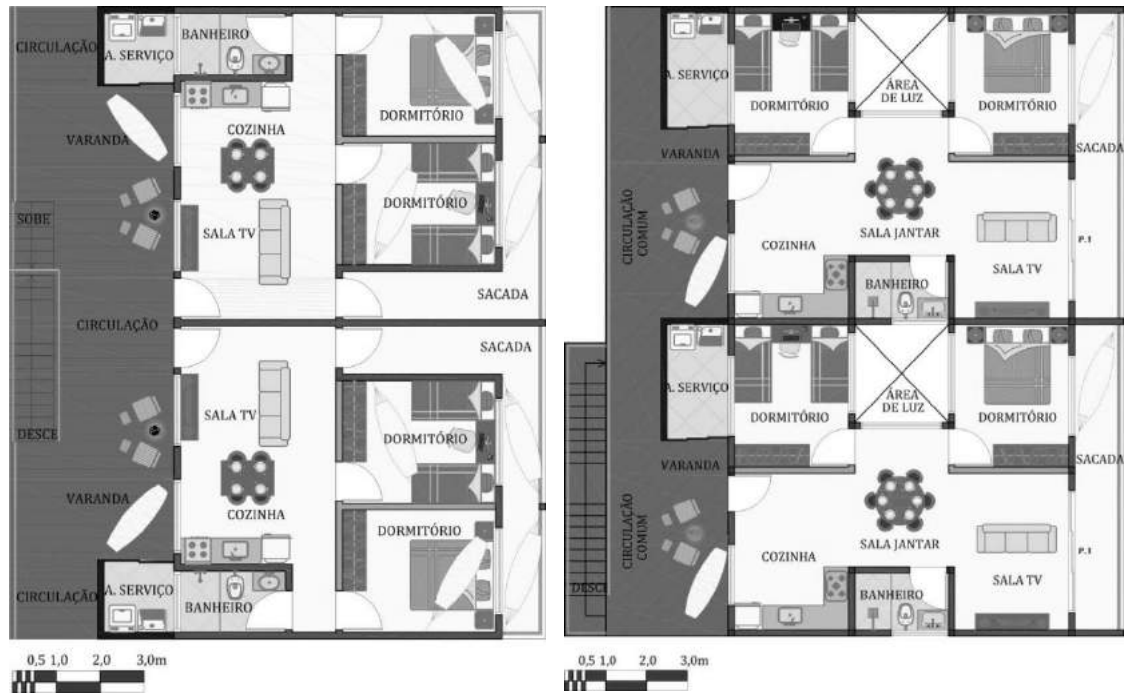 CIRCULAÇÃO
A. SERVIÇO
BANHEIRO
DORMITÓRIO
COZINHA
VARANDA
DORMITÓRIO
SOBE
SALA TV
SACADA
CIRCULAÇÃO
SACADA
SALA TV
DESCE
DORMITÓRIO
VARANDA
COZINHA
DORMITÓRIO
A. SERVIÇO
CIRCULAÇÃO
BANHEIRO
0,5 1,0 2,0 3,0m
A. SERVIÇO
DORMITÓRIO
ÁREA
DE LUZ
DORMITÓRIO
VARANDA
SACADA
CIRCULAÇÃO
COMUM
COZINHA
SALA JANTAR
P.1
SALA TV
BANHEIRO
A. SERVIÇO
DORMITÓRIO
ÁREA
DE LUZ
DORMITÓRIO
VARANDA
SACADA
CIRCULAÇÃO
COMUM
COZINHA
SALA JANTAR
P.1
SALA TV
DESCE
BANHEIRO
0,5 1,0 2,0 3,0m